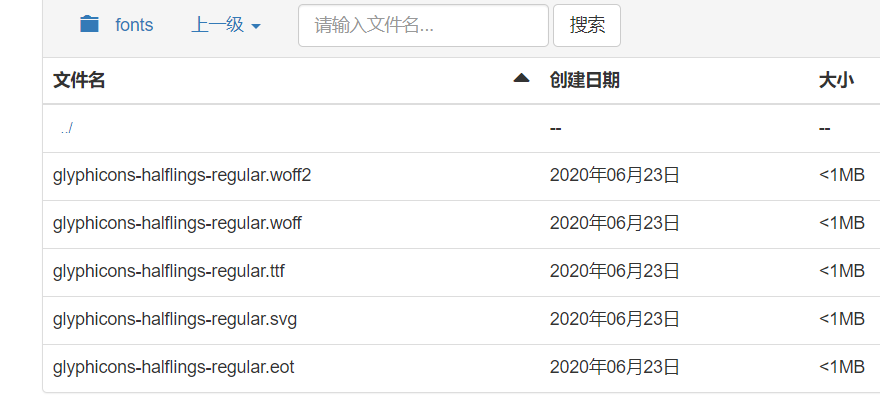 fonts 上一级 请输入文件名... 搜索
文件名 创建日期 大小
../ -- --
glyphicons-halflings-regular.woff2 2020年06月23日 <1MB
glyphicons-halflings-regular.woff 2020年06月23日 <1MB
glyphicons-halflings-regular.ttf 2020年06月23日 <1MB
glyphicons-halflings-regular.svg 2020年06月23日 <1MB
glyphicons-halflings-regular.eot 2020年06月23日 <1MB